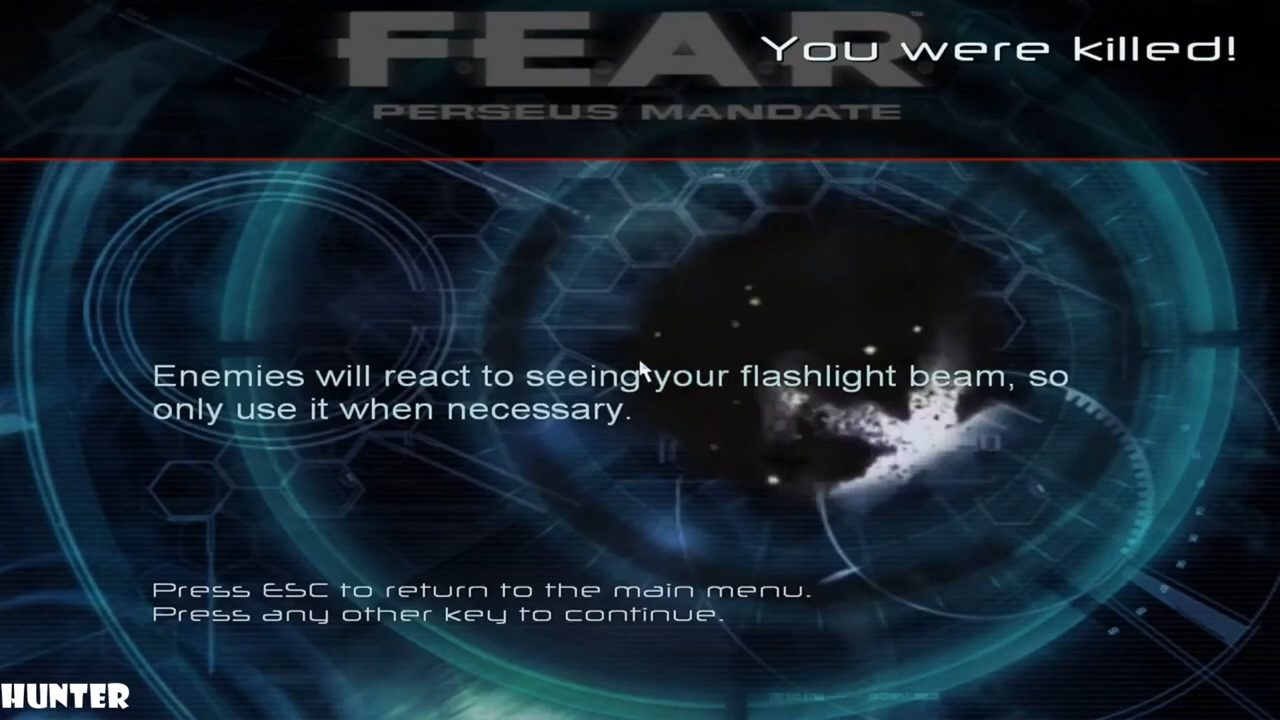 F.E.A.R.™
You were killed!
PERSEUS MANDATE
Enemies will react to seeing your flashlight beam, so
only use it when necessary.
Press ESC to return to the main menu.
Press any other key to continue.
HUNTER